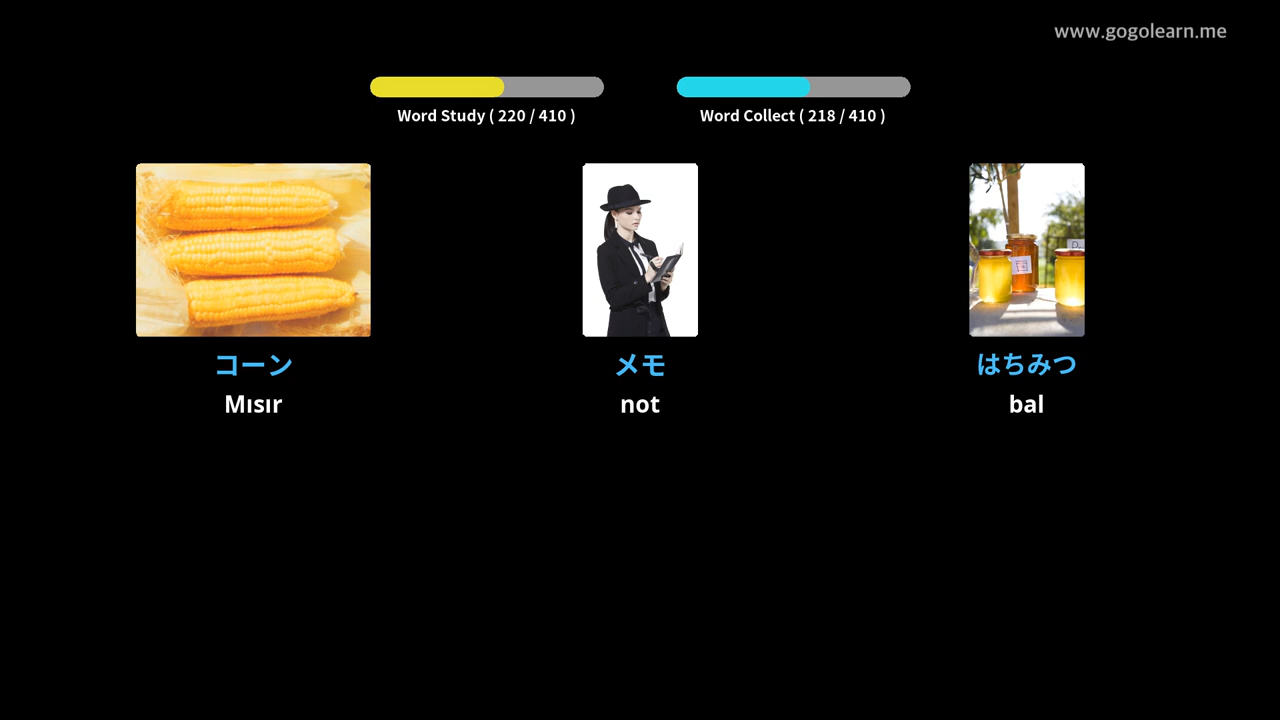 www.gogolearn.me
Word Study ( 220 / 410 )
Word Collect ( 218 / 410 )
コーン
メモ
はちみつ
Mısır
not
bal